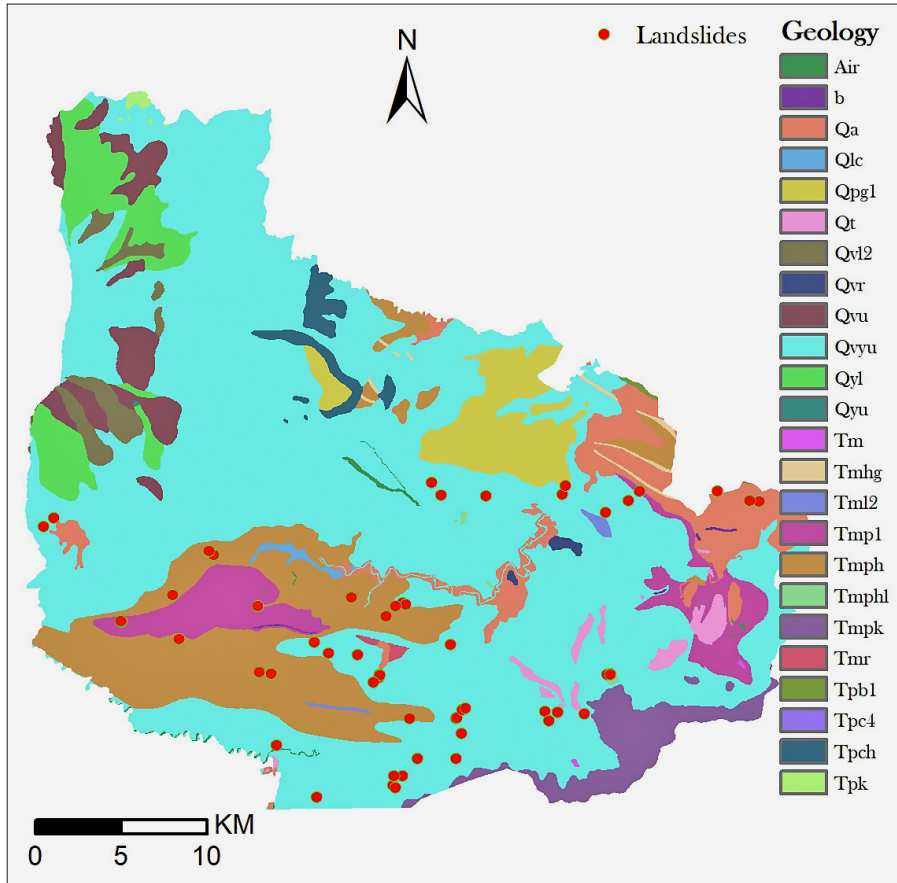 N
Landslides
Geology
Air
b
Qa
Qlc
Qpg1
Qt
Qvl2
Qvr
Qvu
Qvyu
Qyl
Qyu
Tm
Tmhg
Tml2
Tmp1
Tmph
Tmphl
Tmpk
Tmr
Tpb1
Tpc4
Tpch
Tpk
KM
0 5 10